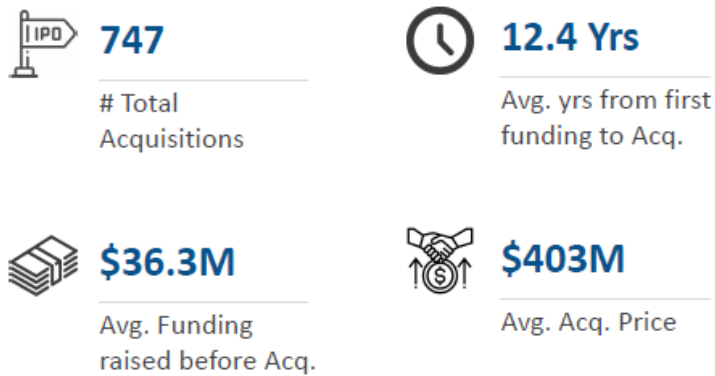 IPO
747
# Total
Acquisitions
12.4 Yrs
Avg. yrs from first
funding to Acq.
$36.3M
Avg. Funding
raised before Acq.
$
$403M
Avg. Acq. Price